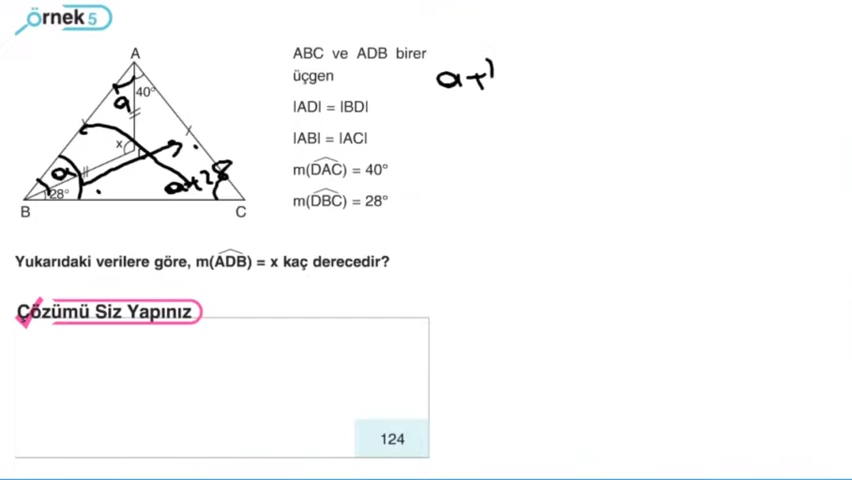 örnek 5
A
40°
a
x
a
28°
a+28
B
C
ABC ve ADB birer
üçgen
|AD| = |BD|
|AB| = |AC|
m(DAC) = 40°
m(DBC) = 28°
a+
Yukarıdaki verilere göre, m(ADB) = x kaç derecedir?
Çözümü Siz Yapınız
124